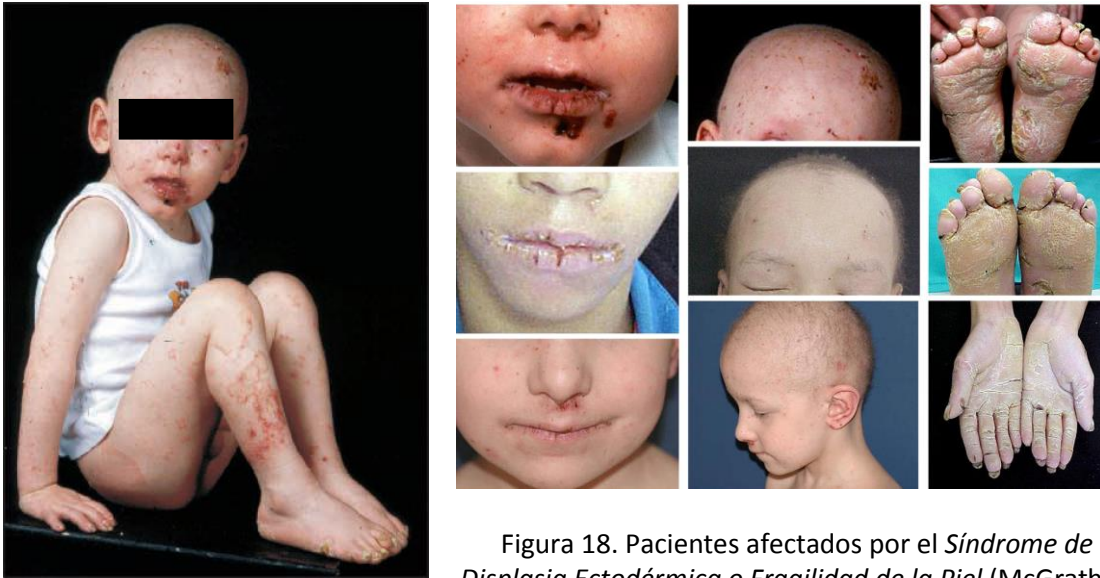 Figura 18. Pacientes afectados por el Síndrome de
Displasia Ectodérmica o Fragilidad de la Piel (McGrath